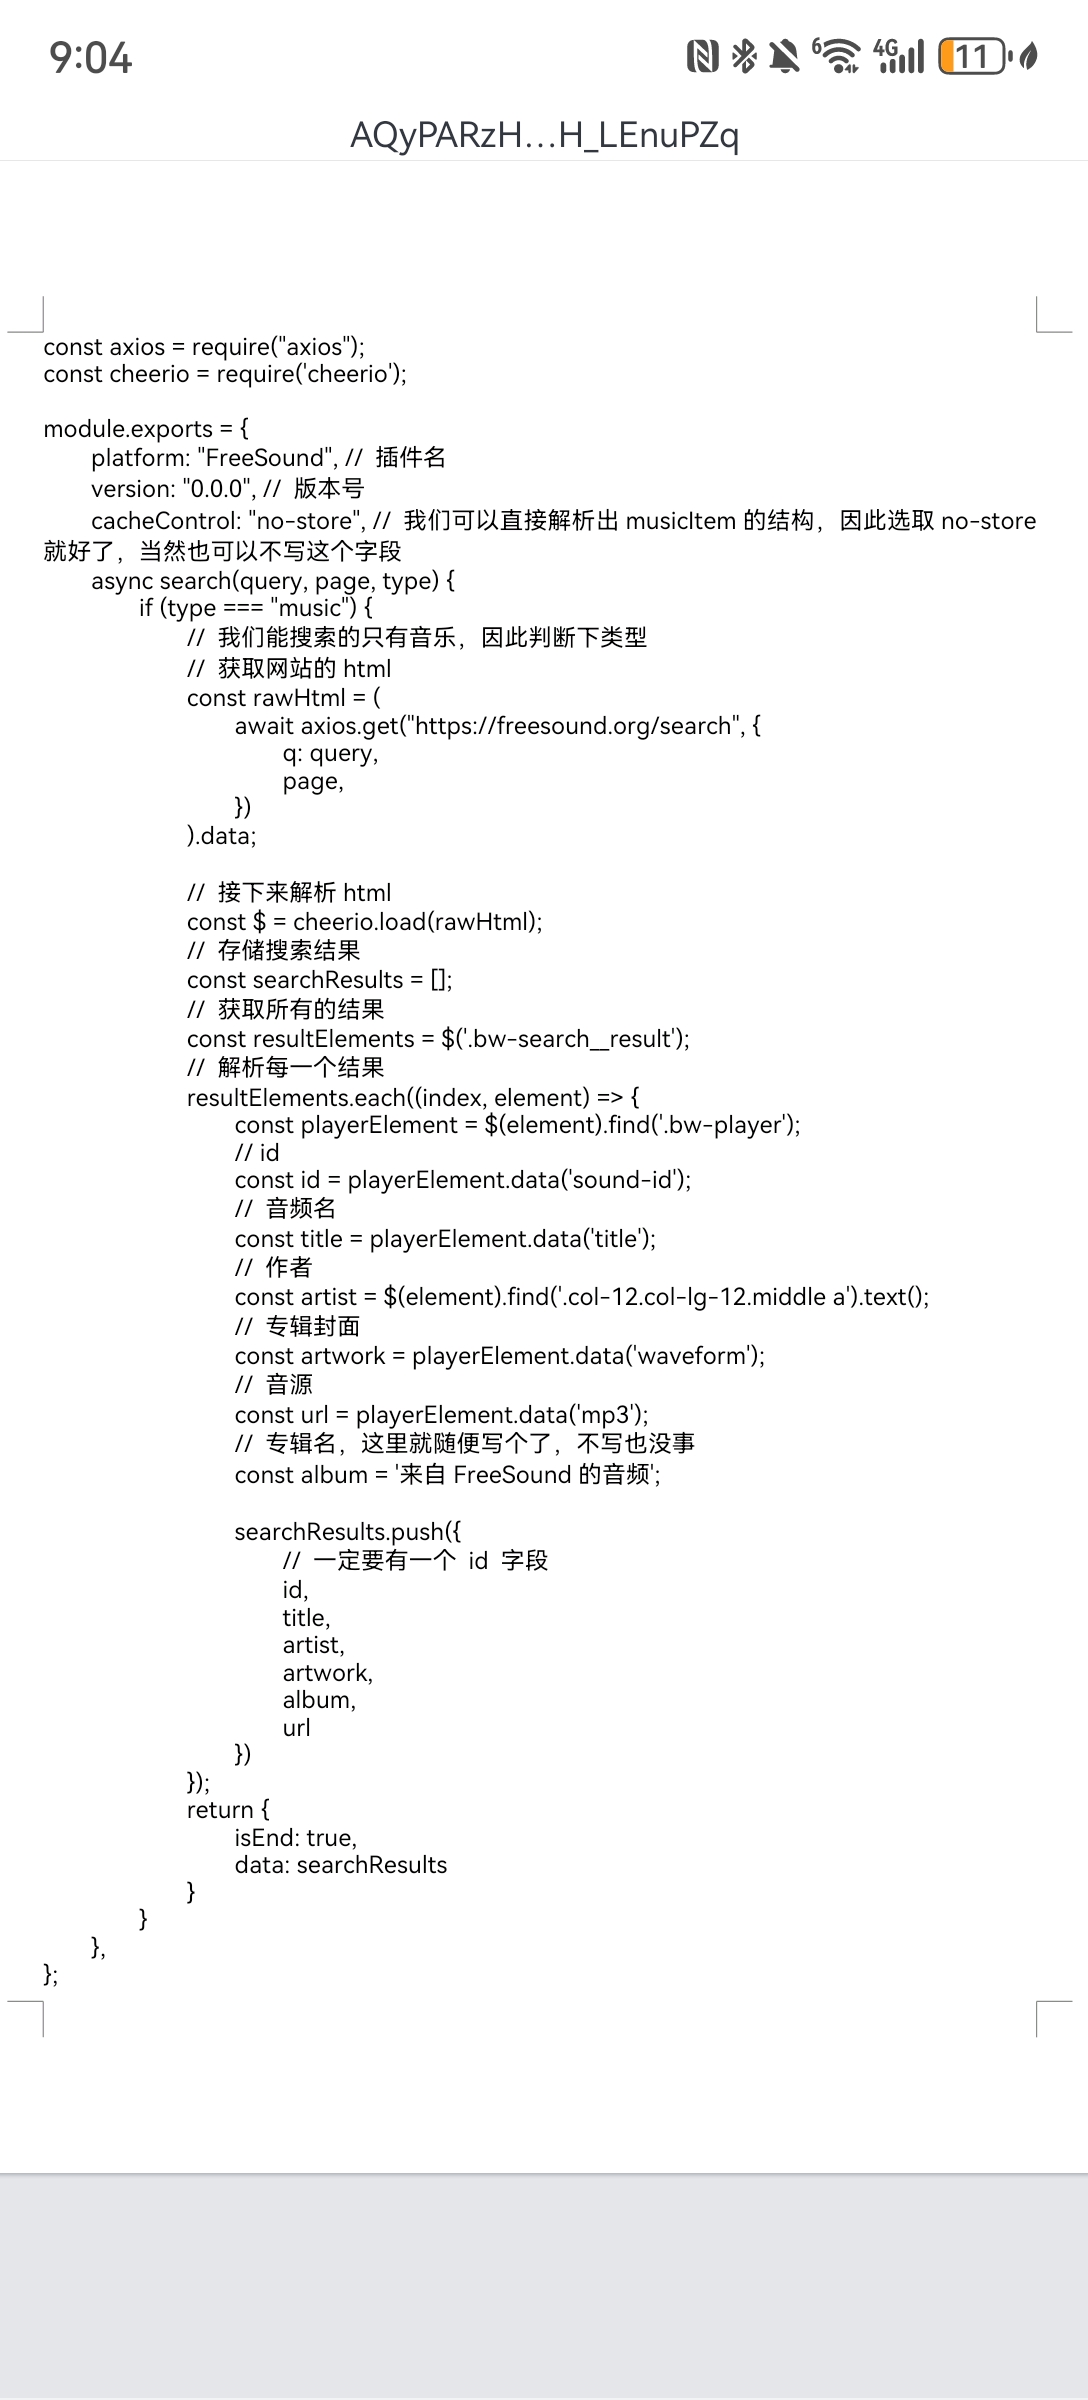 9:04
6 4G 11
AQyPARzH...H_LEnuPZq
const axios = require("axios");
const cheerio = require('cheerio');
module.exports = {
platform: "FreeSound", // 插件名
version: "0.0.0", // 版本号
cacheControl: "no-store", // 我们可以直接解析出 musicItem 的结构，因此选取 no-store
就好了，当然也可以不写这个字段
async search(query, page, type) {
if (type === "music") {
// 我们能搜索的只有音乐，因此判断下类型
// 获取网站的 html
const rawHtml = (
await axios.get("https://freesound.org/search", {
q: query,
page,
})
).data;
// 接下来解析 html
const $ = cheerio.load(rawHtml);
// 存储搜索结果
const searchResults = [];
// 获取所有的结果
const resultElements = $('.bw-search__result');
// 解析每一个结果
resultElements.each((index, element) => {
const playerElement = $(element).find('.bw-player');
// id
const id = playerElement.data('sound-id');
// 音频名
const title = playerElement.data('title');
// 作者
const artist = $(element).find('.col-12.col-lg-12.middle a').text();
// 专辑封面
const artwork = playerElement.data('waveform');
// 音源
const url = playerElement.data('mp3');
// 专辑名，这里就随便写个了，不写也没事
const album = '来自 FreeSound 的音频';
searchResults.push({
// 一定要有一个 id 字段
id,
title,
artist,
artwork,
album,
url
})
});
return {
isEnd: true,
data: searchResults
}
}
},
};